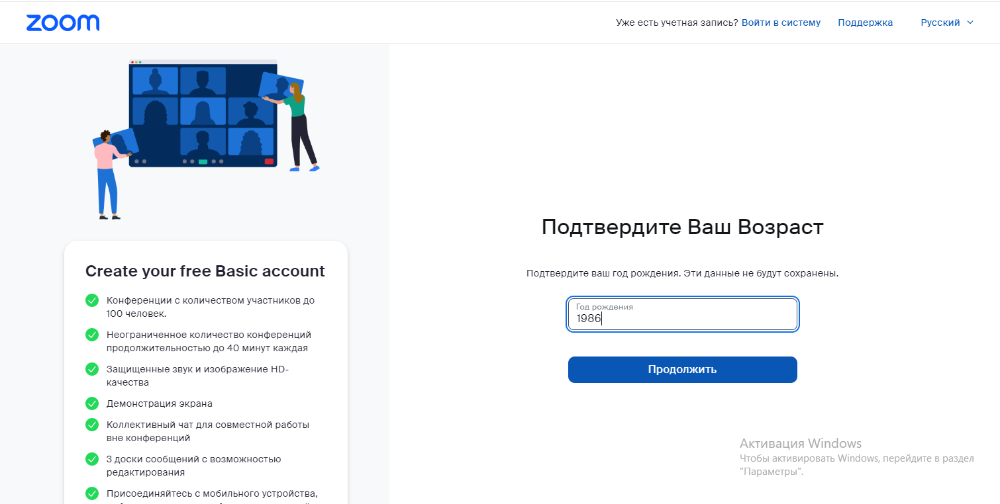 zoom
Уже есть учетная запись? Войти в систему Поддержка Русский
Create your free Basic account
Конференции с количеством участников до
100 человек.
Неограниченное количество конференций
продолжительностью до 40 минут каждая
Защищенные звук и изображение HD-
качества
Демонстрация экрана
Коллективный чат для совместной работы
вне конференций
3 доски сообщений с возможностью
редактирования
Присоединяйтесь с мобильного устройства,
Подтвердите Ваш Возраст
Подтвердите ваш год рождения. Эти данные не будут сохранены.
Год рождения
1986
Продолжить
Активация Windows
Чтобы активировать Windows, перейдите в раздел
"Параметры".